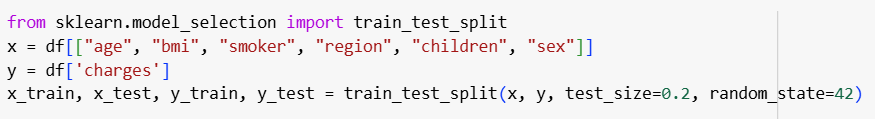 from sklearn.model_selection import train_test_split
x = df[["age", "bmi", "smoker", "region", "children", "sex"]]
y = df['charges']
x_train, x_test, y_train, y_test = train_test_split(x, y, test_size=0.2, random_state=42)